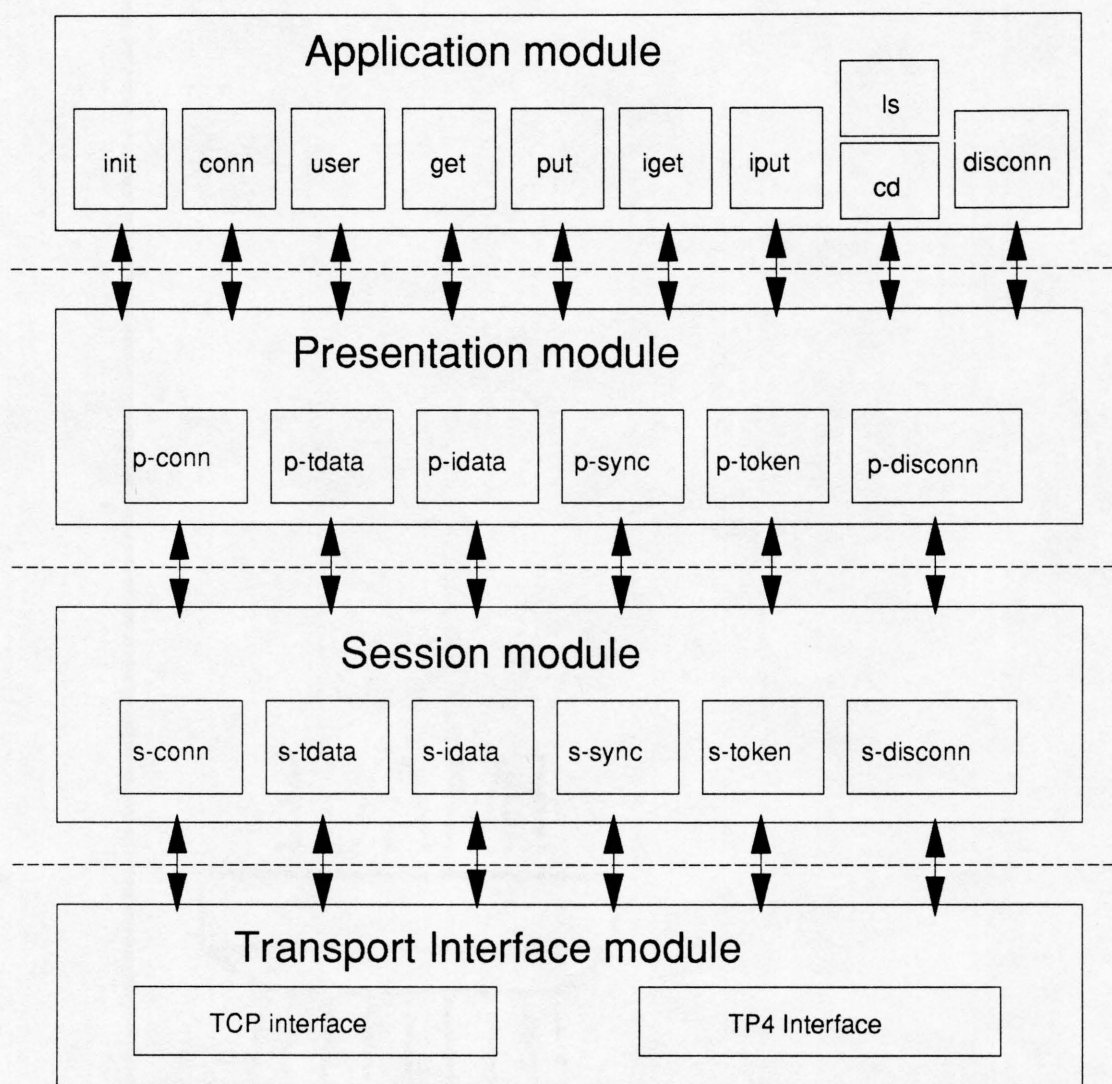 Application module
ls
init conn user get put iget iput cd disconn
Presentation module
p-conn p-tdata p-idata p-sync p-token p-disconn
Session module
s-conn s-tdata s-idata s-sync s-token s-disconn
Transport Interface module
TCP interface TP4 Interface